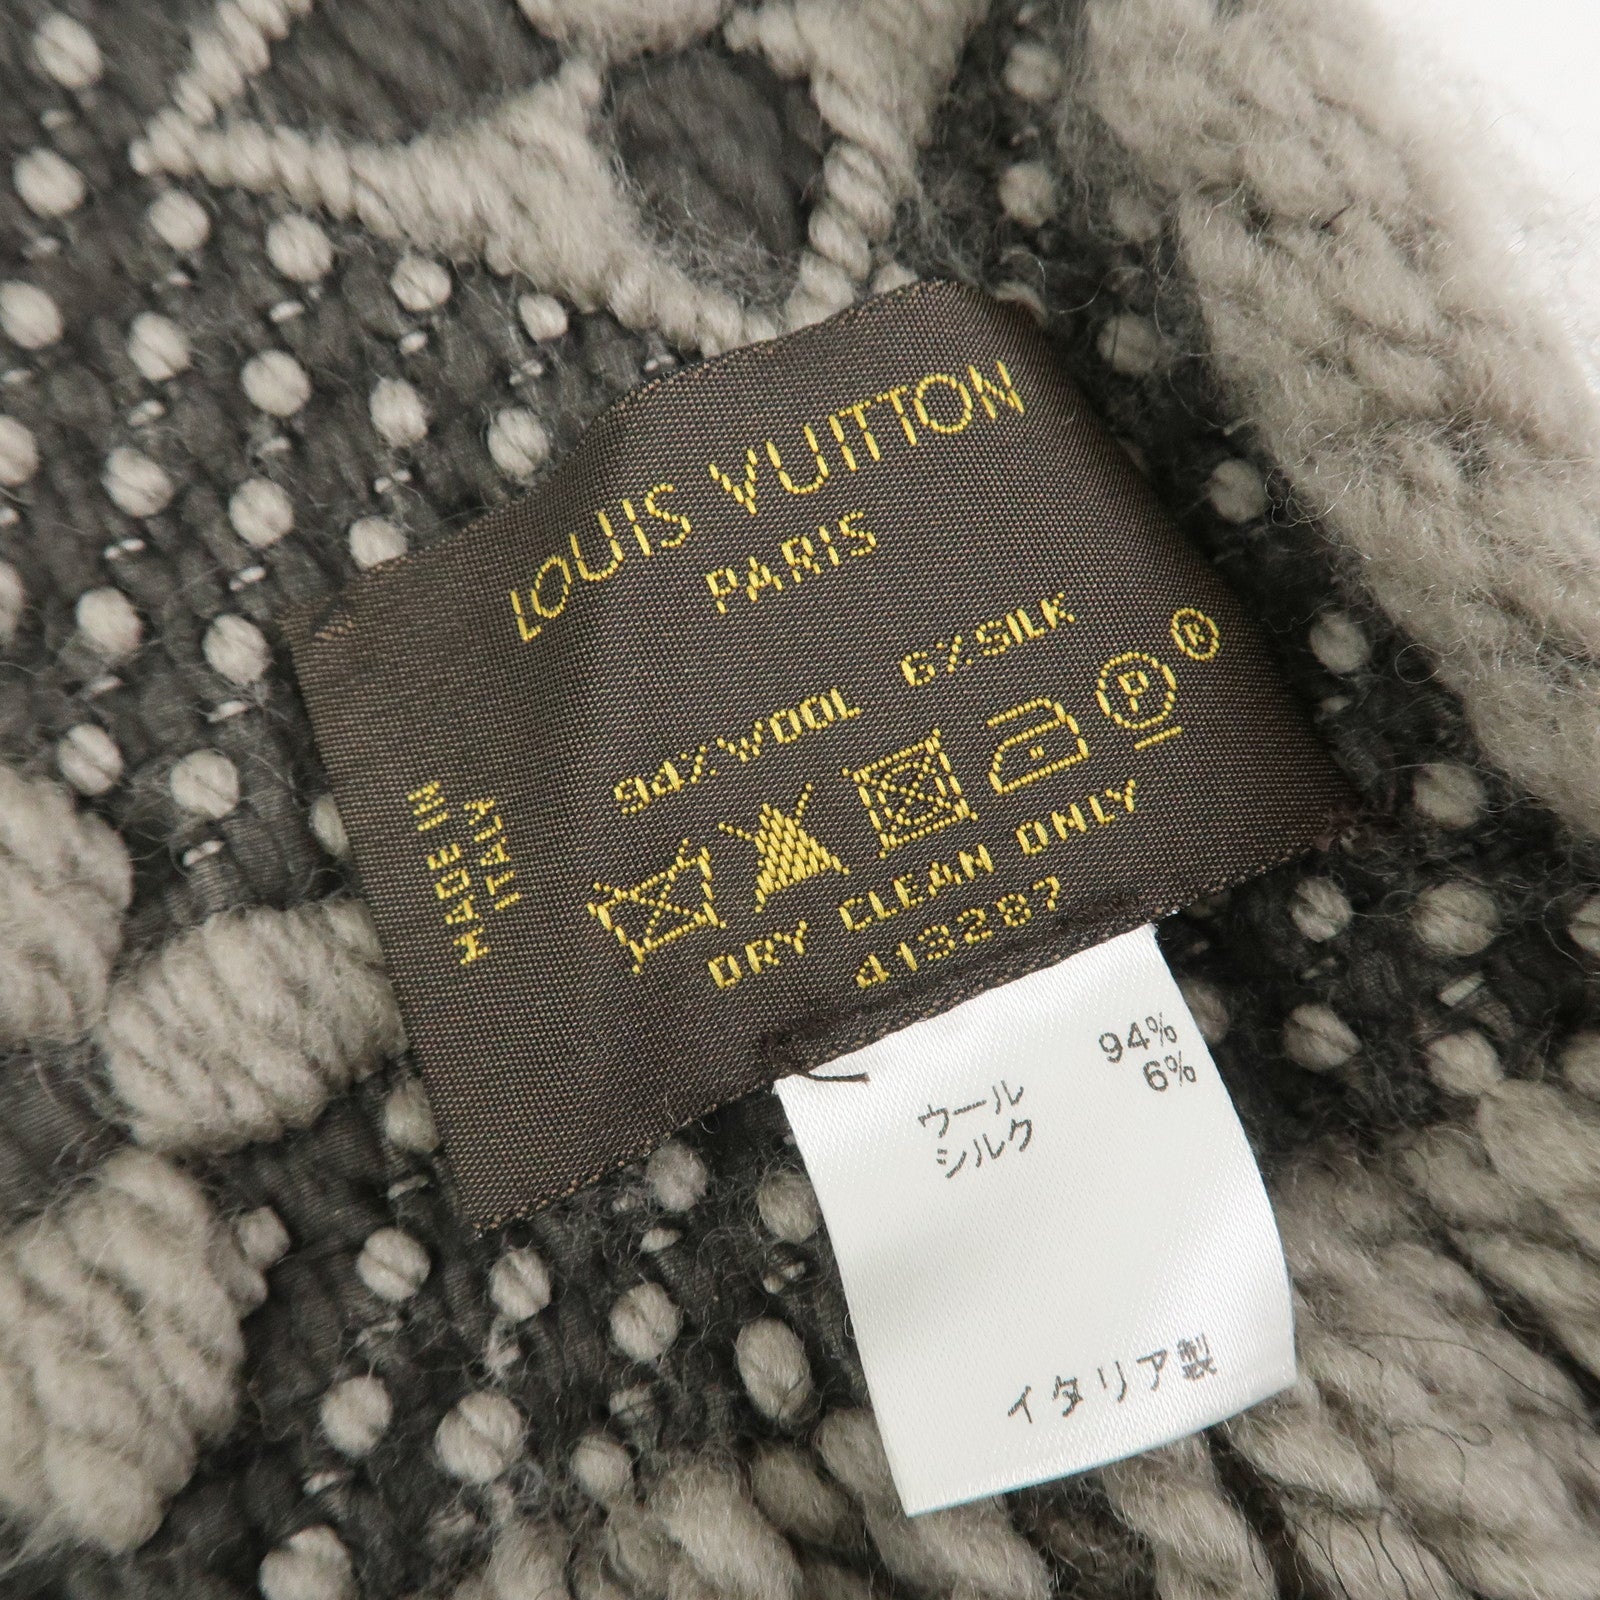 LOUIS VUITTON
PARIS
94% WOOL 6% SILK
P R
DRY CLEAN ONLY
413287
MADE IN
ITALY
ウール 94%
シルク 6%
イタリア製